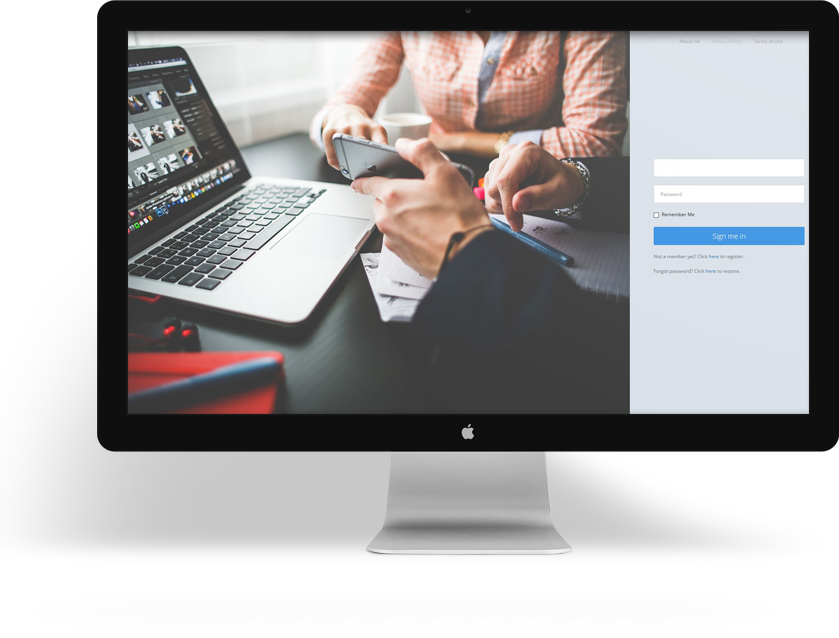 About Us Privacy Policy Terms of Use
Password
Remember Me
Sign me in
Not a member yet? Click here to register.
Forgot password? Click here to restore.